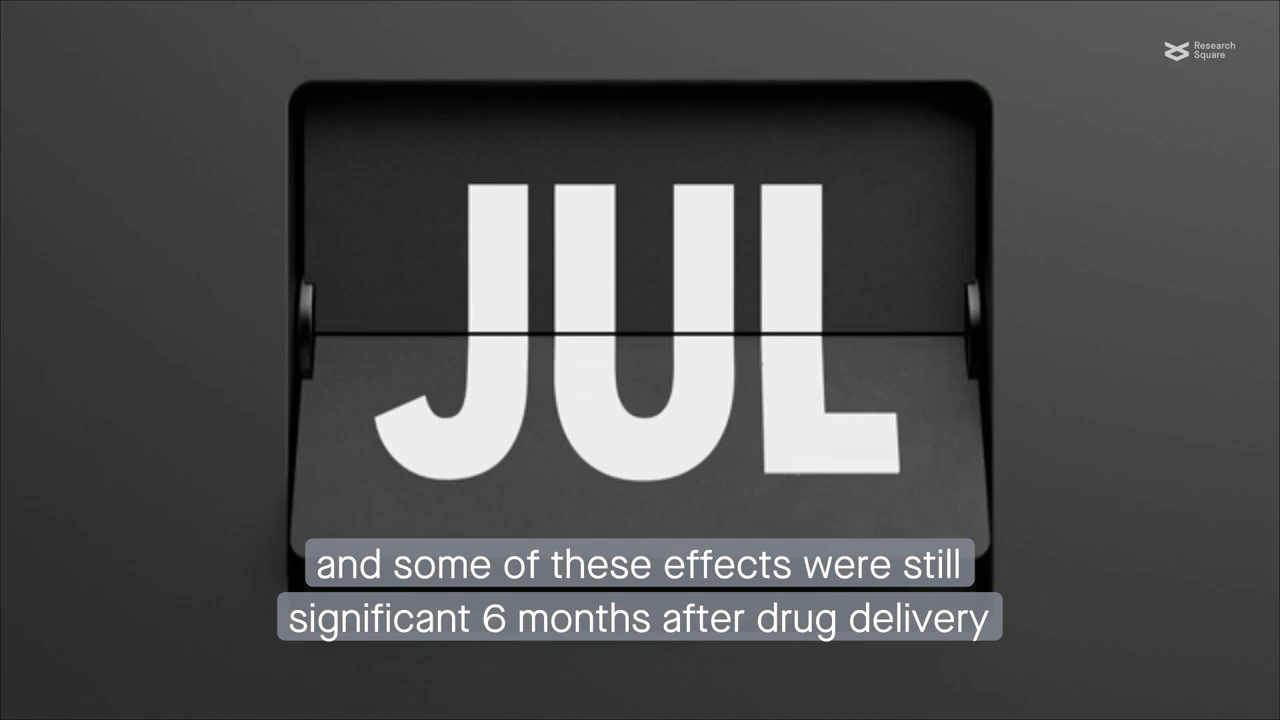 Research
Square
JUL
and some of these effects were still
significant 6 months after drug delivery